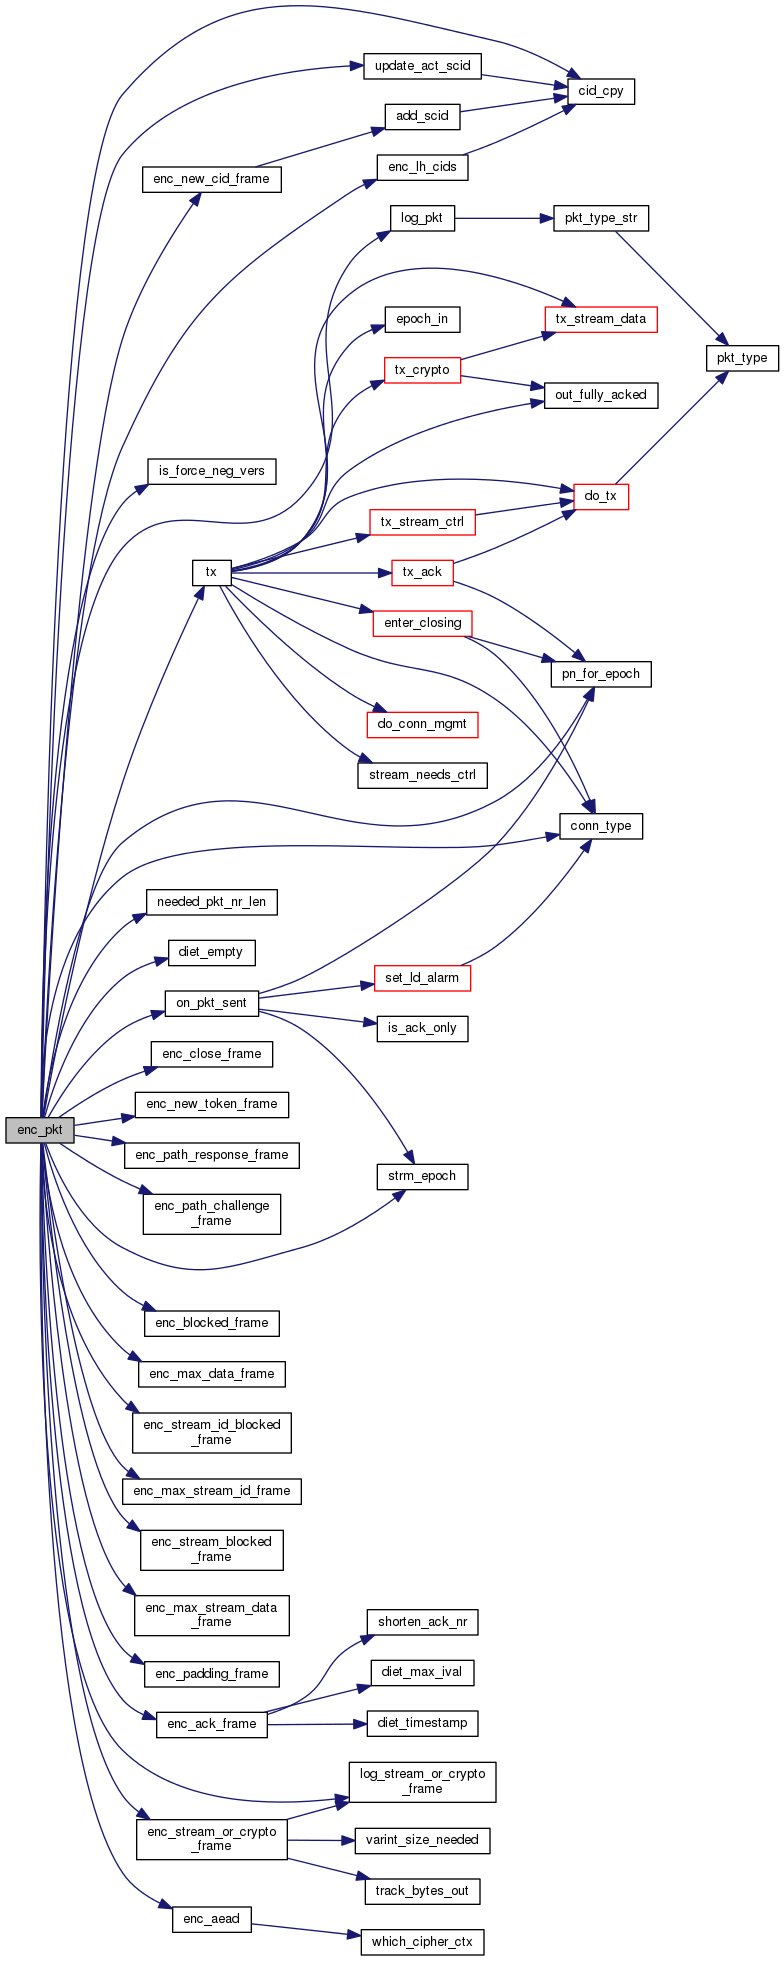 update_act_scid
cid_cpy
add_scid
enc_lh_cids
enc_new_cid_frame
log_pkt
pkt_type_str
epoch_in
tx_stream_data
pkt_type
tx_crypto
out_fully_acked
is_force_neg_vers
do_tx
tx_stream_ctrl
tx
tx_ack
enter_closing
pn_for_epoch
do_conn_mgmt
stream_needs_ctrl
conn_type
needed_pkt_nr_len
diet_empty
set_ld_alarm
on_pkt_sent
is_ack_only
enc_close_frame
enc_new_token_frame
enc_pkt
enc_path_response_frame
strm_epoch
enc_path_challenge
_frame
enc_blocked_frame
enc_max_data_frame
enc_stream_id_blocked
_frame
enc_max_stream_id_frame
enc_stream_blocked
_frame
enc_max_stream_data
_frame
shorten_ack_nr
enc_padding_frame
diet_max_ival
enc_ack_frame
diet_timestamp
log_stream_or_crypto
_frame
enc_stream_or_crypto
_frame
varint_size_needed
track_bytes_out
enc_aead
which_cipher_ctx